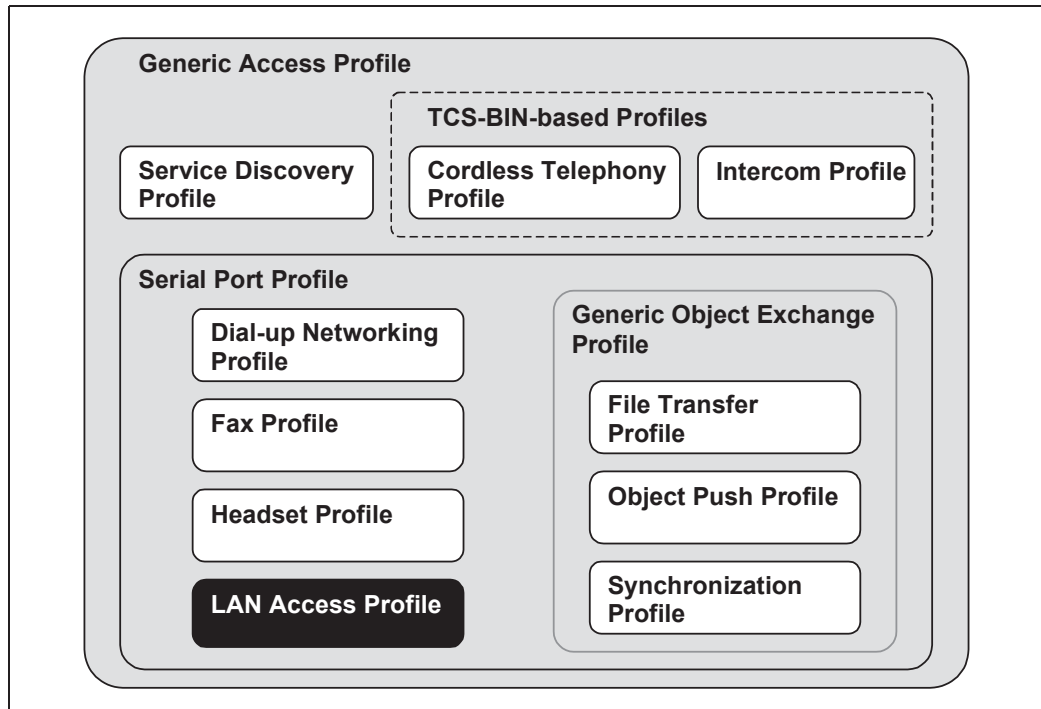 Generic Access Profile
TCS-BIN-based Profiles
Service Discovery
Profile
Cordless Telephony
Profile
Intercom Profile
Serial Port Profile
Dial-up Networking
Profile
Fax Profile
Headset Profile
LAN Access Profile
Generic Object Exchange
Profile
File Transfer
Profile
Object Push Profile
Synchronization
Profile